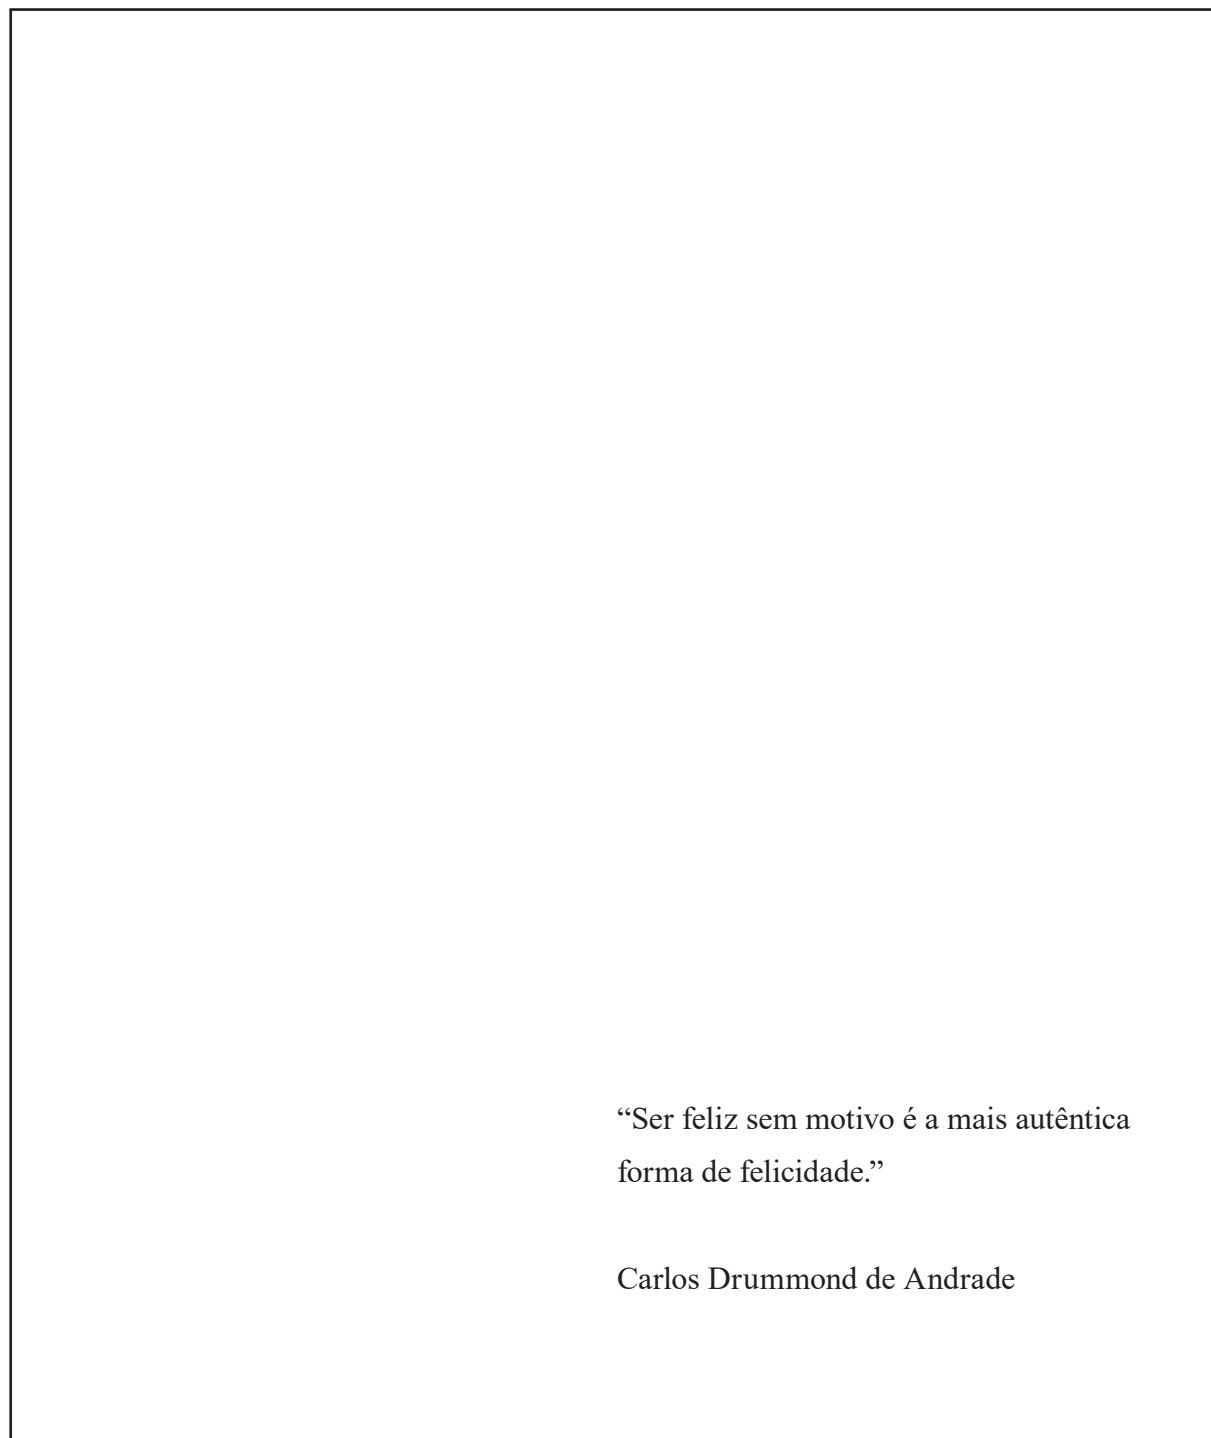 “Ser feliz sem motivo é a mais autêntica
forma de felicidade.”
Carlos Drummond de Andrade